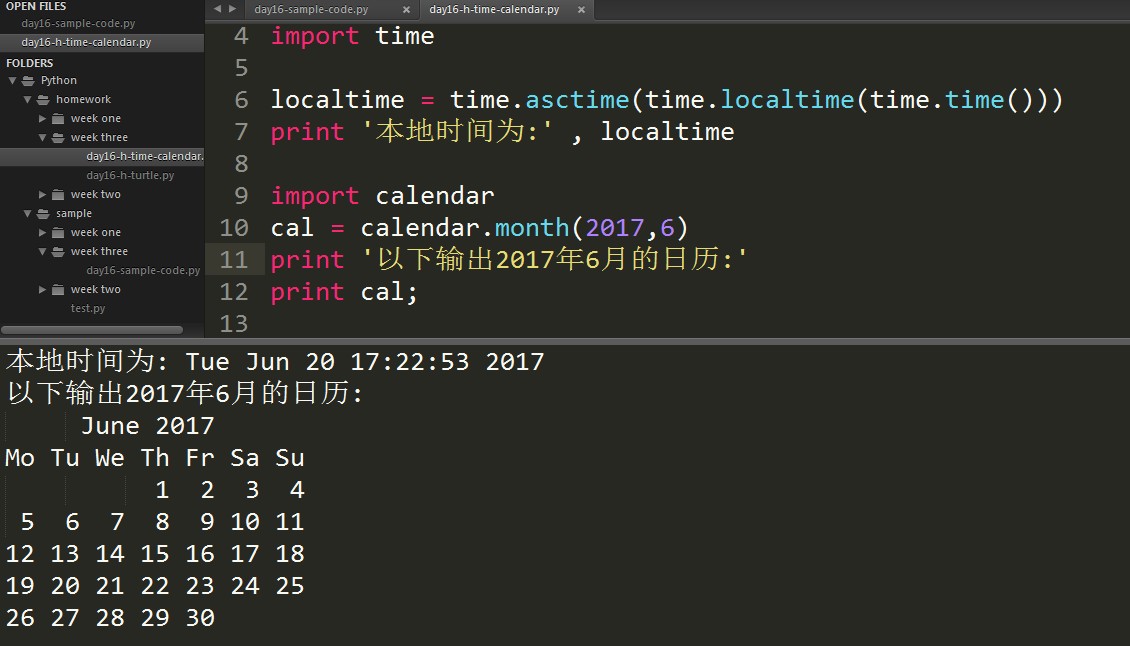 OPEN FILES
day16-sample-code.py
day16-h-time-calendar.py
FOLDERS
Python
homework
week one
week three
day16-h-time-calendar.
day16-h-turtle.py
week two
sample
week one
week three
day16-sample-code.py
week two
test.py
day16-sample-code.py × day16-h-time-calendar.py ×
4 import time
5
6 localtime = time.asctime(time.localtime(time.time()))
7 print '本地时间为:' , localtime
8
9 import calendar
10 cal = calendar.month(2017,6)
11 print '以下输出2017年6月的日历:'
12 print cal;
13
本地时间为: Tue Jun 20 17:22:53 2017
以下输出2017年6月的日历:
     June 2017
Mo Tu We Th Fr Sa Su
          1  2  3  4
 5  6  7  8  9 10 11
12 13 14 15 16 17 18
19 20 21 22 23 24 25
26 27 28 29 30